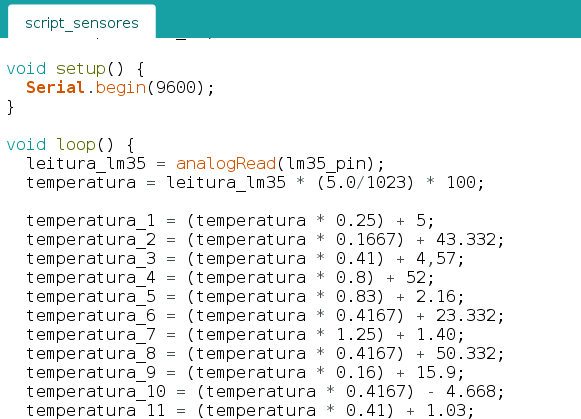 script_sensores
void setup() {
Serial.begin(9600);
}
void loop() {
leitura_lm35 = analogRead(lm35_pin);
temperatura = leitura_lm35 * (5.0/1023) * 100;
temperatura_1 = (temperatura * 0.25) + 5;
temperatura_2 = (temperatura * 0.1667) + 43.332;
temperatura_3 = (temperatura * 0.41) + 4,57;
temperatura_4 = (temperatura * 0.8) + 52;
temperatura_5 = (temperatura * 0.83) + 2.16;
temperatura_6 = (temperatura * 0.4167) + 23.332;
temperatura_7 = (temperatura * 1.25) + 1.40;
temperatura_8 = (temperatura * 0.4167) + 50.332;
temperatura_9 = (temperatura * 0.16) + 15.9;
temperatura_10 = (temperatura * 0.4167) - 4.668;
temperatura_11 = (temperatura * 0.41) + 1.03;